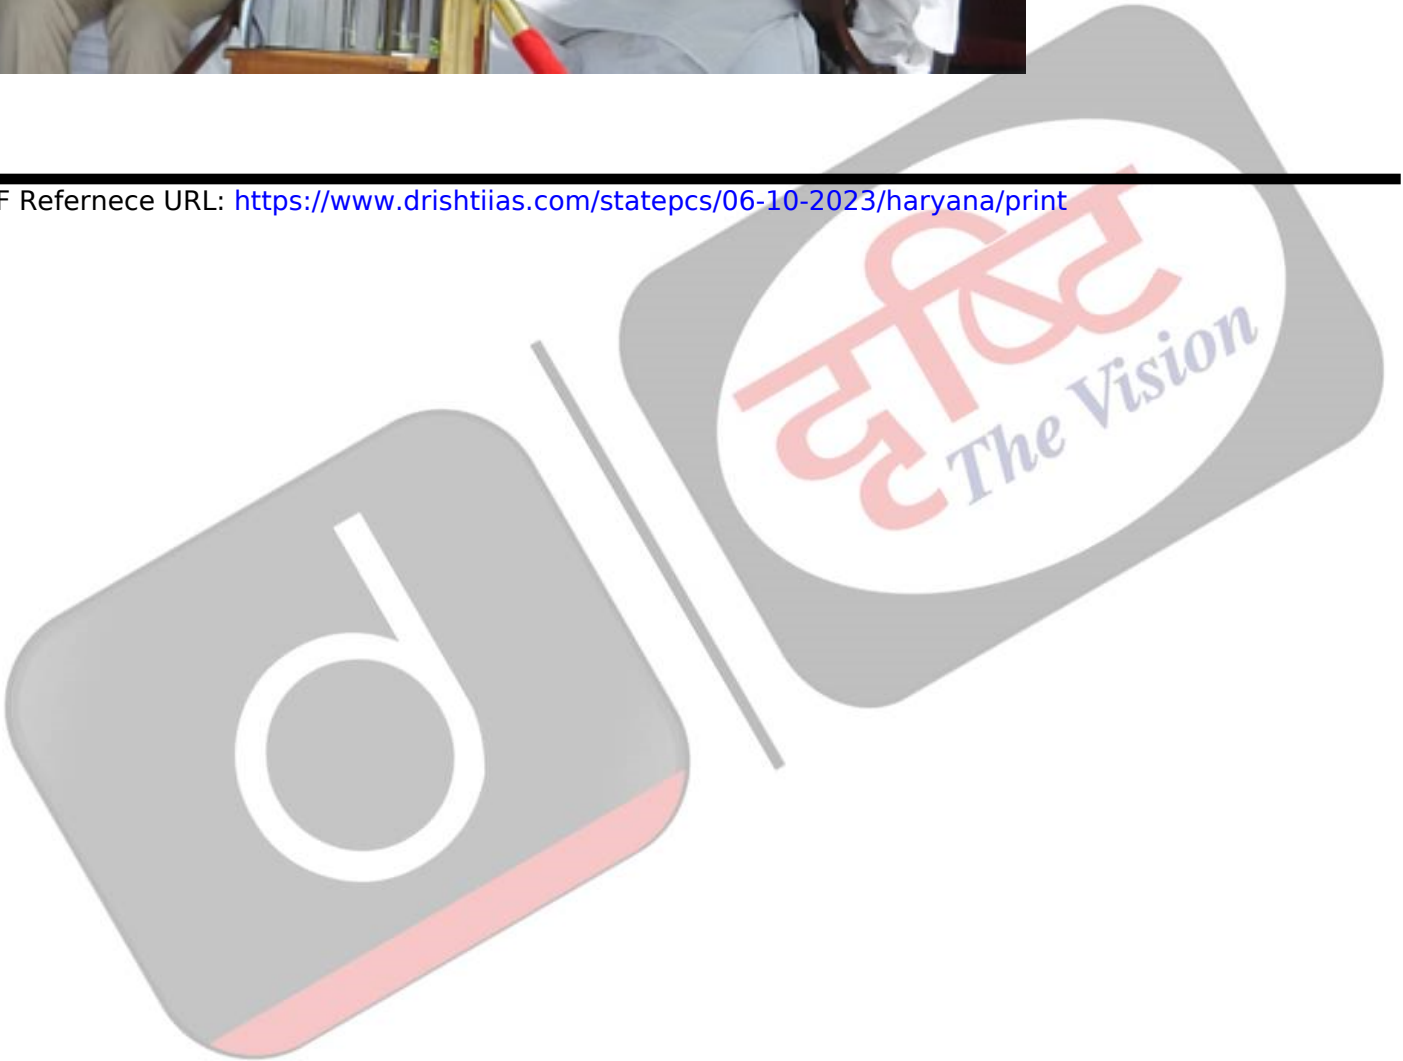 F Refernece URL: https://www.drishtiias.com/statepcs/06-10-2023/haryana/print
दृष्टि
The Vision
d